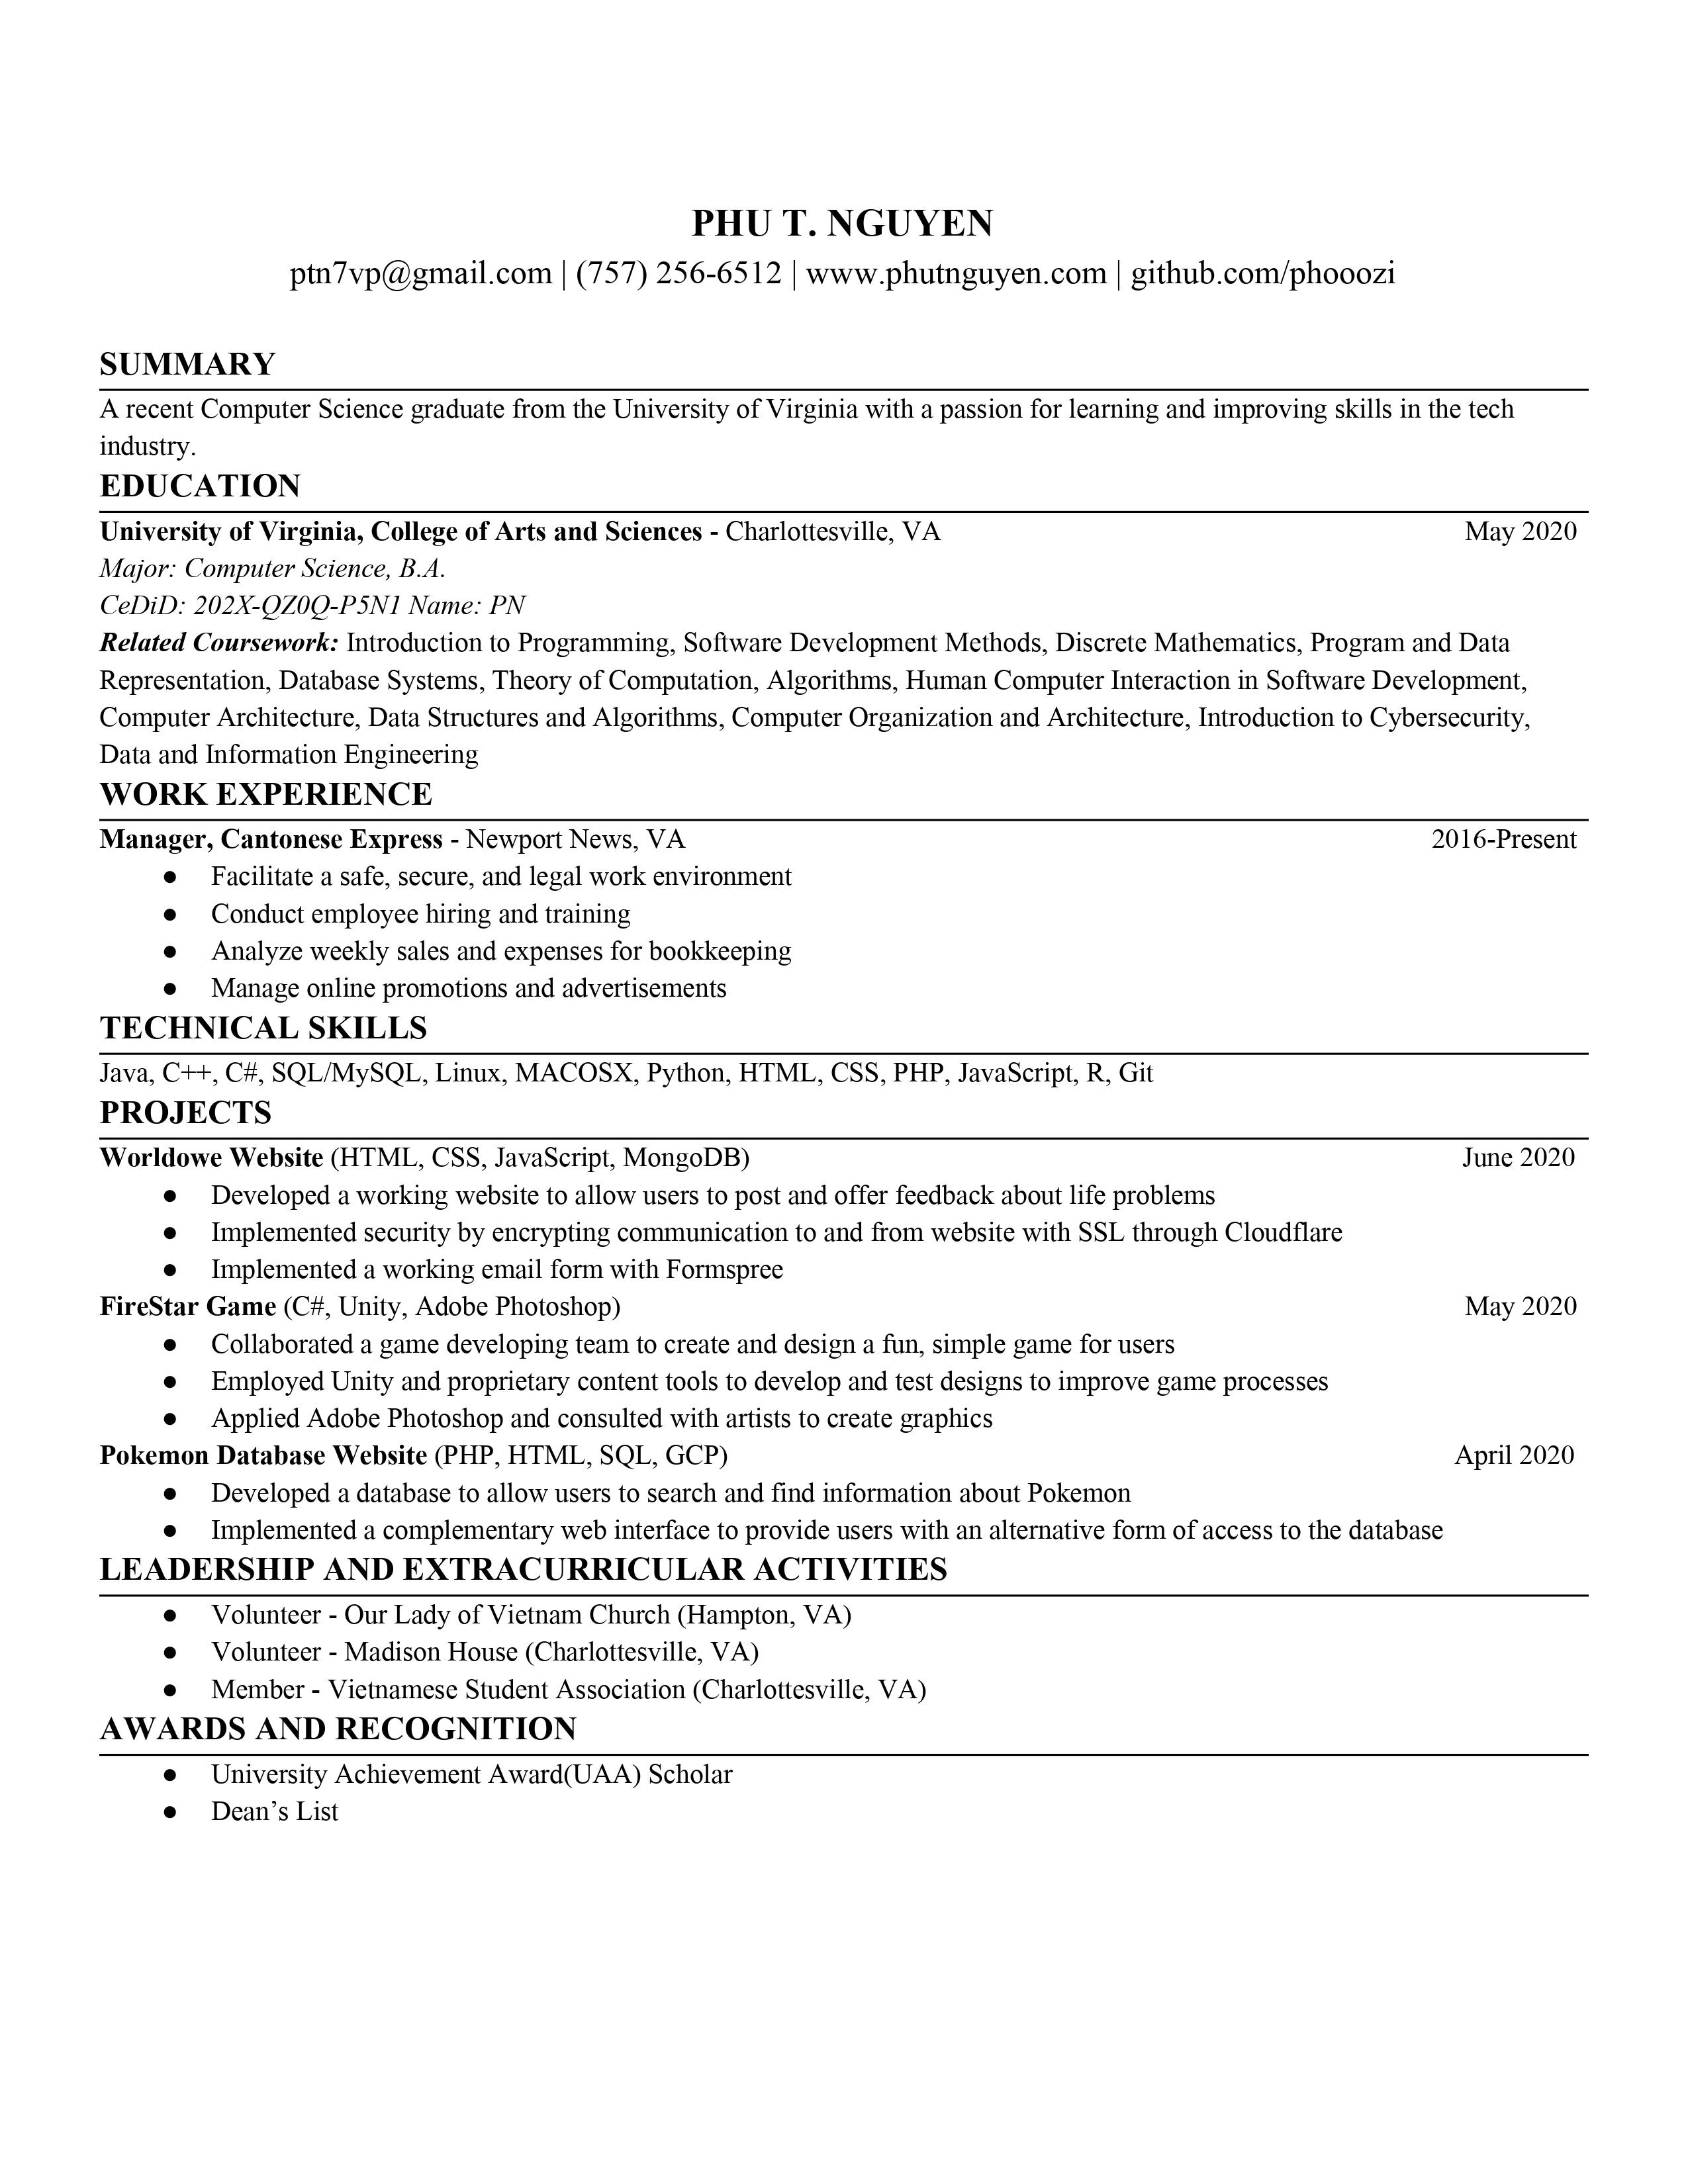 PHU T. NGUYEN
ptn7vp@gmail.com | (757) 256-6512 | www.phutnguyen.com | github.com/phooozi
SUMMARY
A recent Computer Science graduate from the University of Virginia with a passion for learning and improving skills in the tech
industry.
EDUCATION
University of Virginia, College of Arts and Sciences - Charlottesville, VA May 2020
Major: Computer Science, B.A.
CeDiD: 202X-QZ0Q-P5N1 Name: PN
Related Coursework: Introduction to Programming, Software Development Methods, Discrete Mathematics, Program and Data
Representation, Database Systems, Theory of Computation, Algorithms, Human Computer Interaction in Software Development,
Computer Architecture, Data Structures and Algorithms, Computer Organization and Architecture, Introduction to Cybersecurity,
Data and Information Engineering
WORK EXPERIENCE
Manager, Cantonese Express - Newport News, VA 2016-Present
● Facilitate a safe, secure, and legal work environment
● Conduct employee hiring and training
● Analyze weekly sales and expenses for bookkeeping
● Manage online promotions and advertisements
TECHNICAL SKILLS
Java, C++, C#, SQL/MySQL, Linux, MACOSX, Python, HTML, CSS, PHP, JavaScript, R, Git
PROJECTS
Worldowe Website (HTML, CSS, JavaScript, MongoDB) June 2020
● Developed a working website to allow users to post and offer feedback about life problems
● Implemented security by encrypting communication to and from website with SSL through Cloudflare
● Implemented a working email form with Formspree
FireStar Game (C#, Unity, Adobe Photoshop) May 2020
● Collaborated a game developing team to create and design a fun, simple game for users
● Employed Unity and proprietary content tools to develop and test designs to improve game processes
● Applied Adobe Photoshop and consulted with artists to create graphics
Pokemon Database Website (PHP, HTML, SQL, GCP) April 2020
● Developed a database to allow users to search and find information about Pokemon
● Implemented a complementary web interface to provide users with an alternative form of access to the database
LEADERSHIP AND EXTRACURRICULAR ACTIVITIES
● Volunteer - Our Lady of Vietnam Church (Hampton, VA)
● Volunteer - Madison House (Charlottesville, VA)
● Member - Vietnamese Student Association (Charlottesville, VA)
AWARDS AND RECOGNITION
● University Achievement Award(UAA) Scholar
● Dean’s List